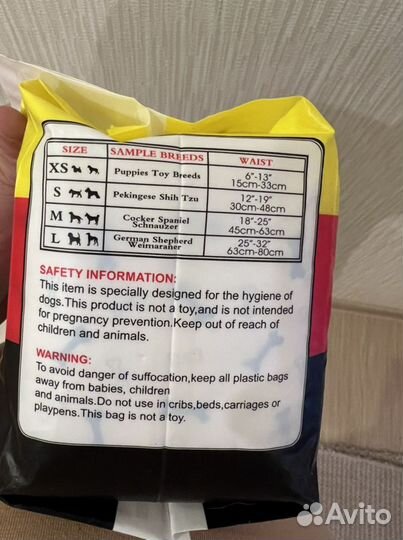 SIZE SAMPLE BREEDS WAIST
XS Puppies Toy Breeds 6"-13" 15cm-33cm
S Pekingese Shih Tzu 12"-19" 30cm-48cm
M Cocker Spaniel Schnauzer 18"-25" 45cm-63cm
L German Shepherd Weimaraner 25"-32" 63cm-80cm
SAFETY INFORMATION:
This item is specially designed for the hygiene of
dogs.This product is not a toy,and is not intended
for pregnancy prevention.Keep out of reach of
children and animals.
WARNING:
To avoid danger of suffocation,keep all plastic bags
away from babies, children
and animals.Do not use in cribs,beds,carriages or
playpens.This bag is not a toy.
Avito